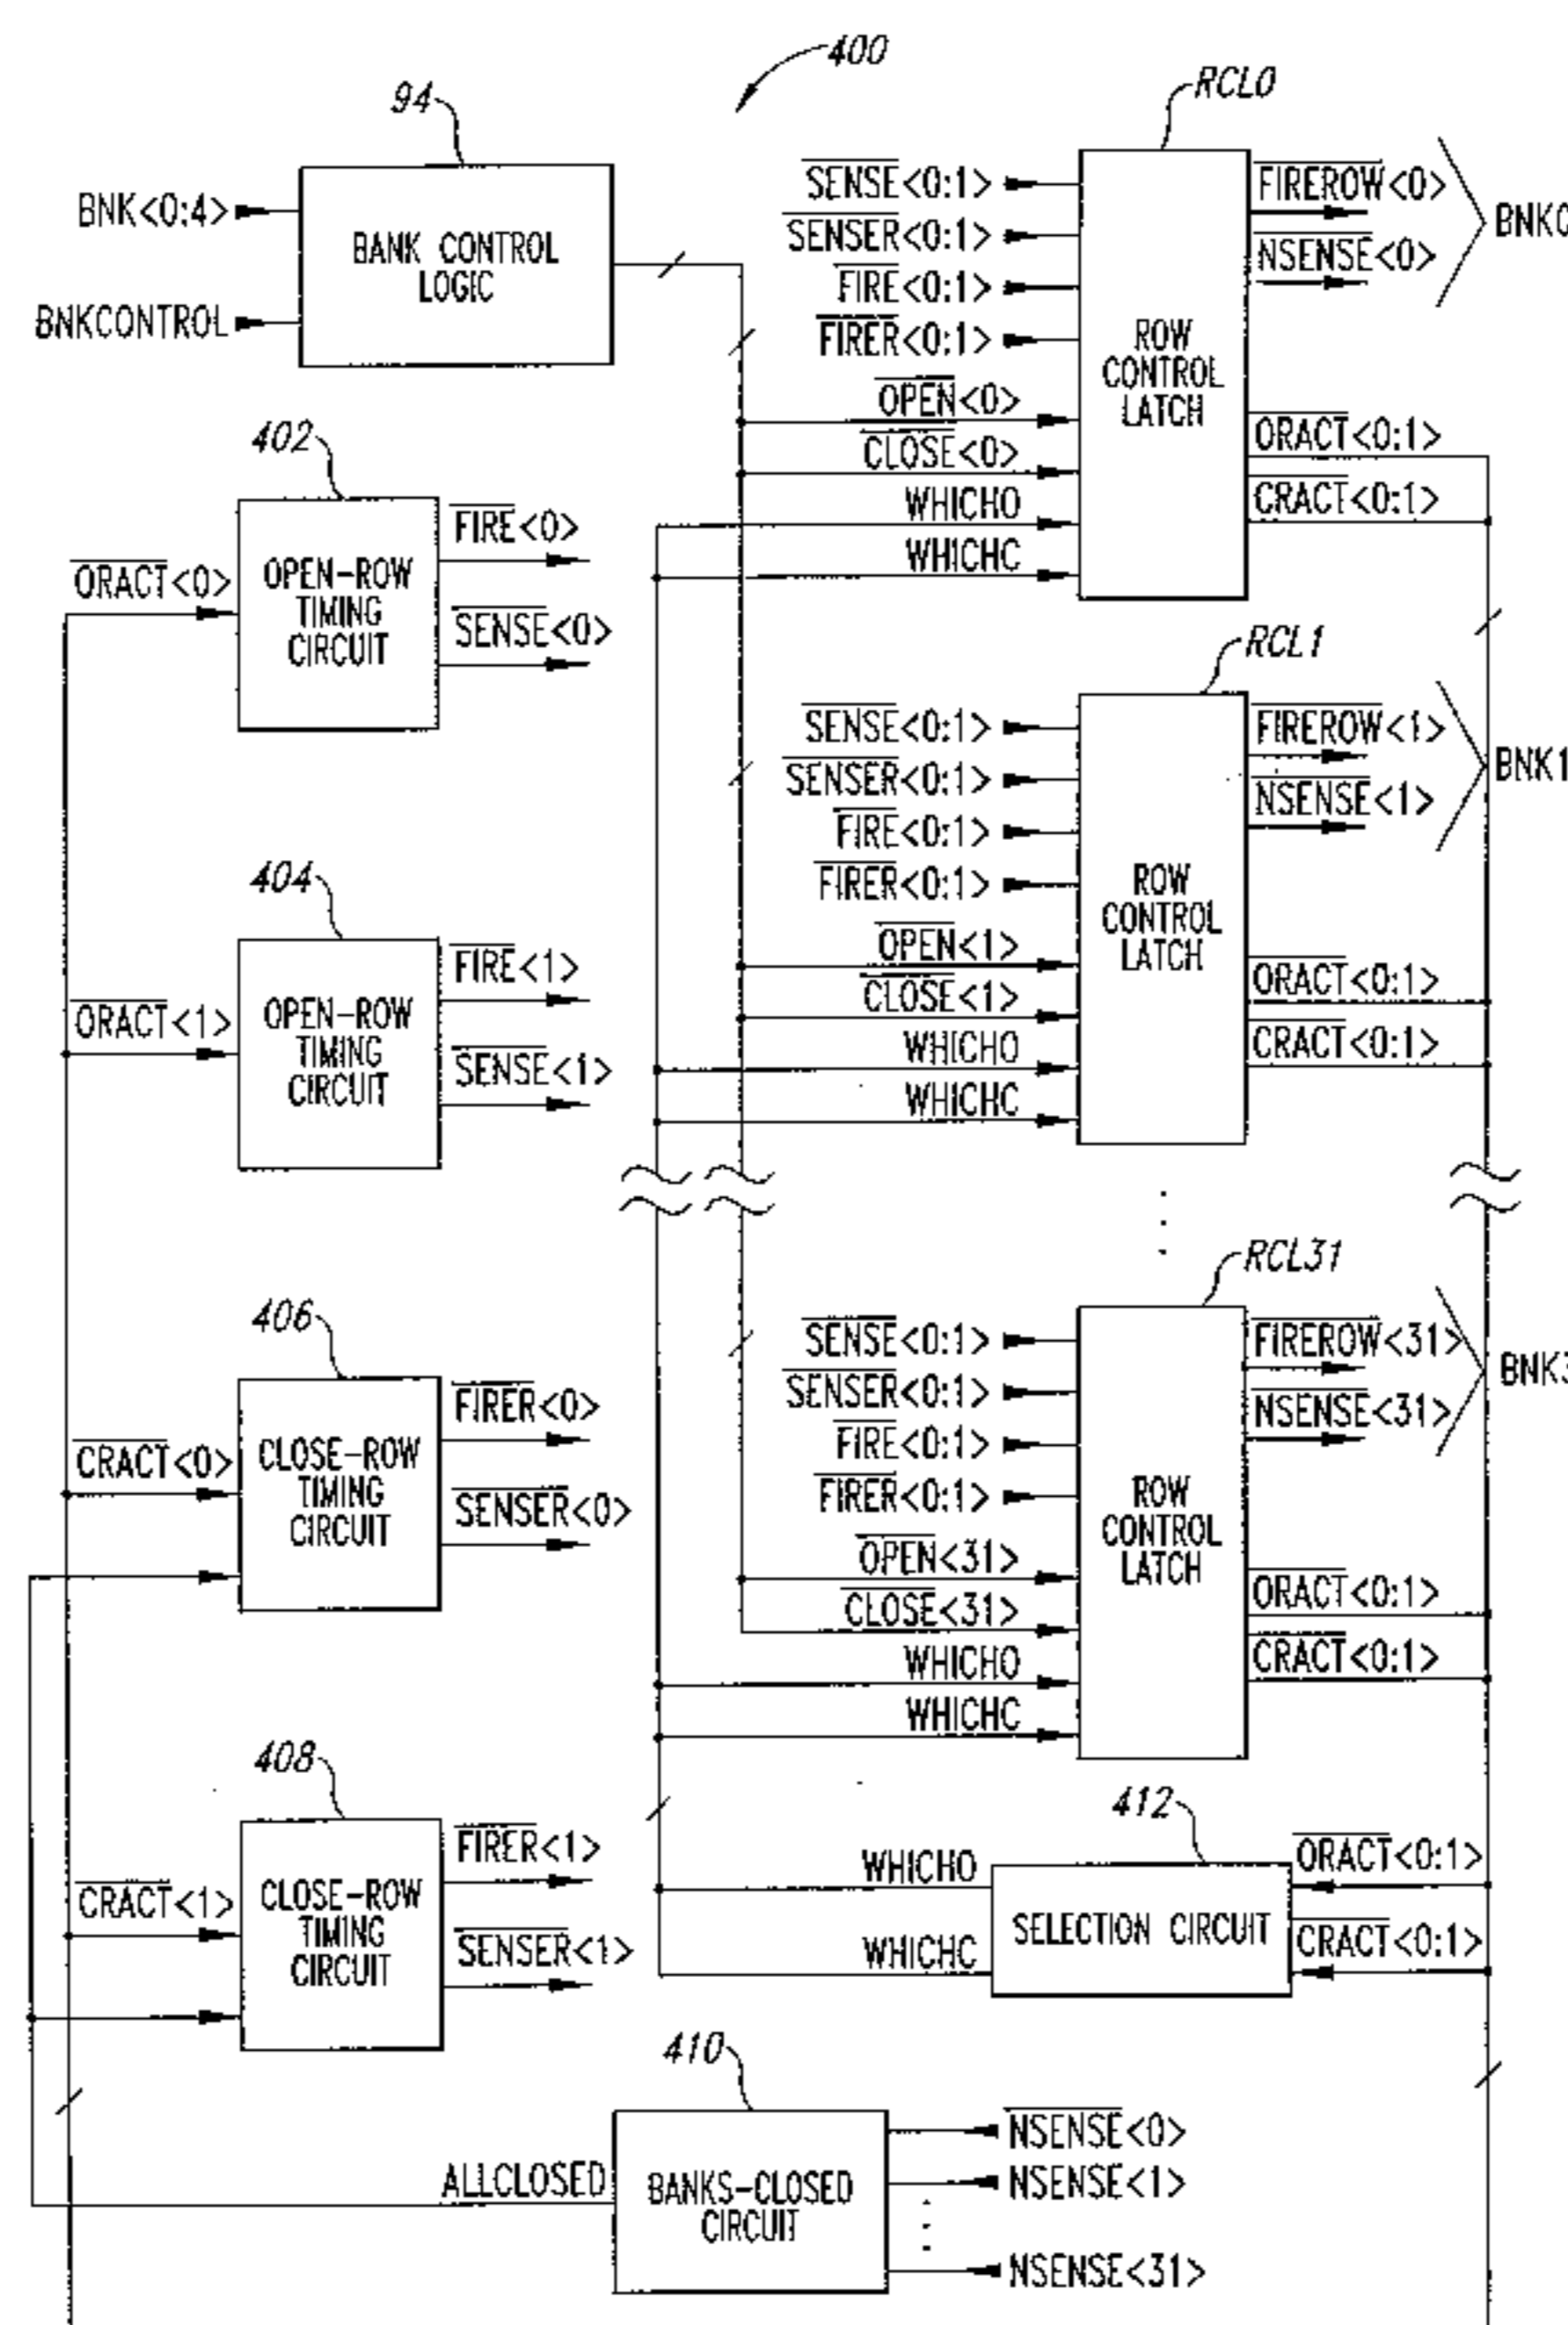 400
94
BNK<0:4>
BNKCONTROL
BANK CONTROL
LOGIC
402
ORACT<0>
OPEN-ROW
TIMING
CIRCUIT
FIRE<0>
SENSE<0>
404
ORACT<1>
OPEN-ROW
TIMING
CIRCUIT
FIRE<1>
SENSE<1>
406
CRACT<0>
CLOSE-ROW
TIMING
CIRCUIT
FIRER<0>
SENSER<0>
408
CRACT<1>
CLOSE-ROW
TIMING
CIRCUIT
FIRER<1>
SENSER<1>
RCL0
SENSE<0:1>
SENSER<0:1>
FIRE<0:1>
FIRER<0:1>
OPEN<0>
CLOSE<0>
WHICHO
WHICHC
ROW
CONTROL
LATCH
FIREROW<0>
NSENSE<0>
BNK0
ORACT<0:1>
CRACT<0:1>
RCL1
SENSE<0:1>
SENSER<0:1>
FIRE<0:1>
FIRER<0:1>
OPEN<1>
CLOSE<1>
WHICHO
WHICHC
ROW
CONTROL
LATCH
FIREROW<1>
NSENSE<1>
BNK1
ORACT<0:1>
CRACT<0:1>
RCL31
SENSE<0:1>
SENSER<0:1>
FIRE<0:1>
FIRER<0:1>
OPEN<31>
CLOSE<31>
WHICHO
WHICHC
ROW
CONTROL
LATCH
FIREROW<31>
NSENSE<31>
BNK3
ORACT<0:1>
CRACT<0:1>
412
WHICHO
WHICHC
SELECTION CIRCUIT
ORACT<0:1>
CRACT<0:1>
410
ALLCLOSED
BANKS-CLOSED
CIRCUIT
NSENSE<0>
NSENSE<1>
NSENSE<31>